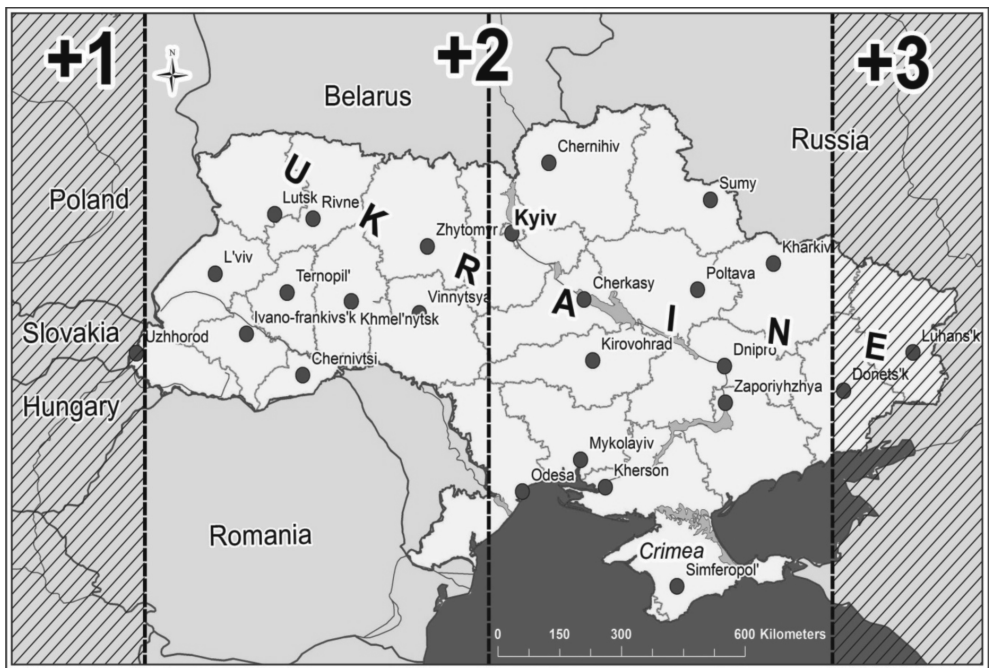 +1
+2
+3
N
Belarus
Russia
Poland
Slovakia
Hungary
Romania
U K R A I N E
Chernihiv
Sumy
Lutsk
Rivne
Kyiv
Zhytomyr
Kharkiv
L'viv
Ternopil'
Poltava
Cherkasy
Vinnytsya
Ivano-frankivs'k
Khmel'nytsk
Uzhhorod
Luhans'k
Chernivtsi
Kirovohrad
Dnipro
Donets'k
Zaporiyhzhya
Mykolayiv
Odesa
Kherson
Crimea
Simferopol'
0 150 300 600 Kilometers